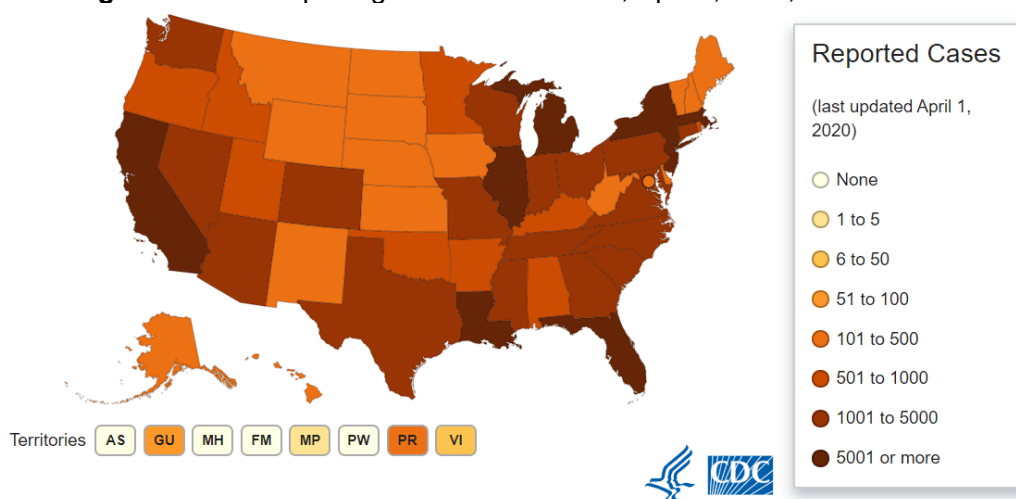 Reported Cases
(last updated April 1,
2020)
None
1 to 5
6 to 50
51 to 100
101 to 500
501 to 1000
1001 to 5000
5001 or more
Territories AS GU MH FM MP PW PR VI
CDC